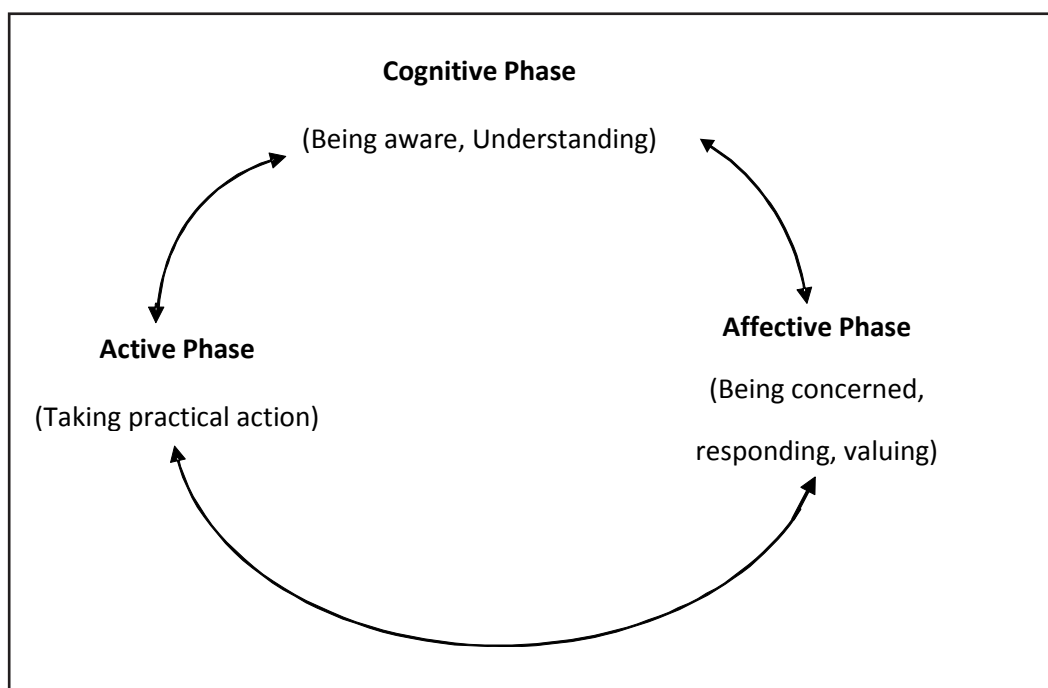 Cognitive Phase
(Being aware, Understanding)
Active Phase
(Taking practical action)
Affective Phase
(Being concerned,
responding, valuing)